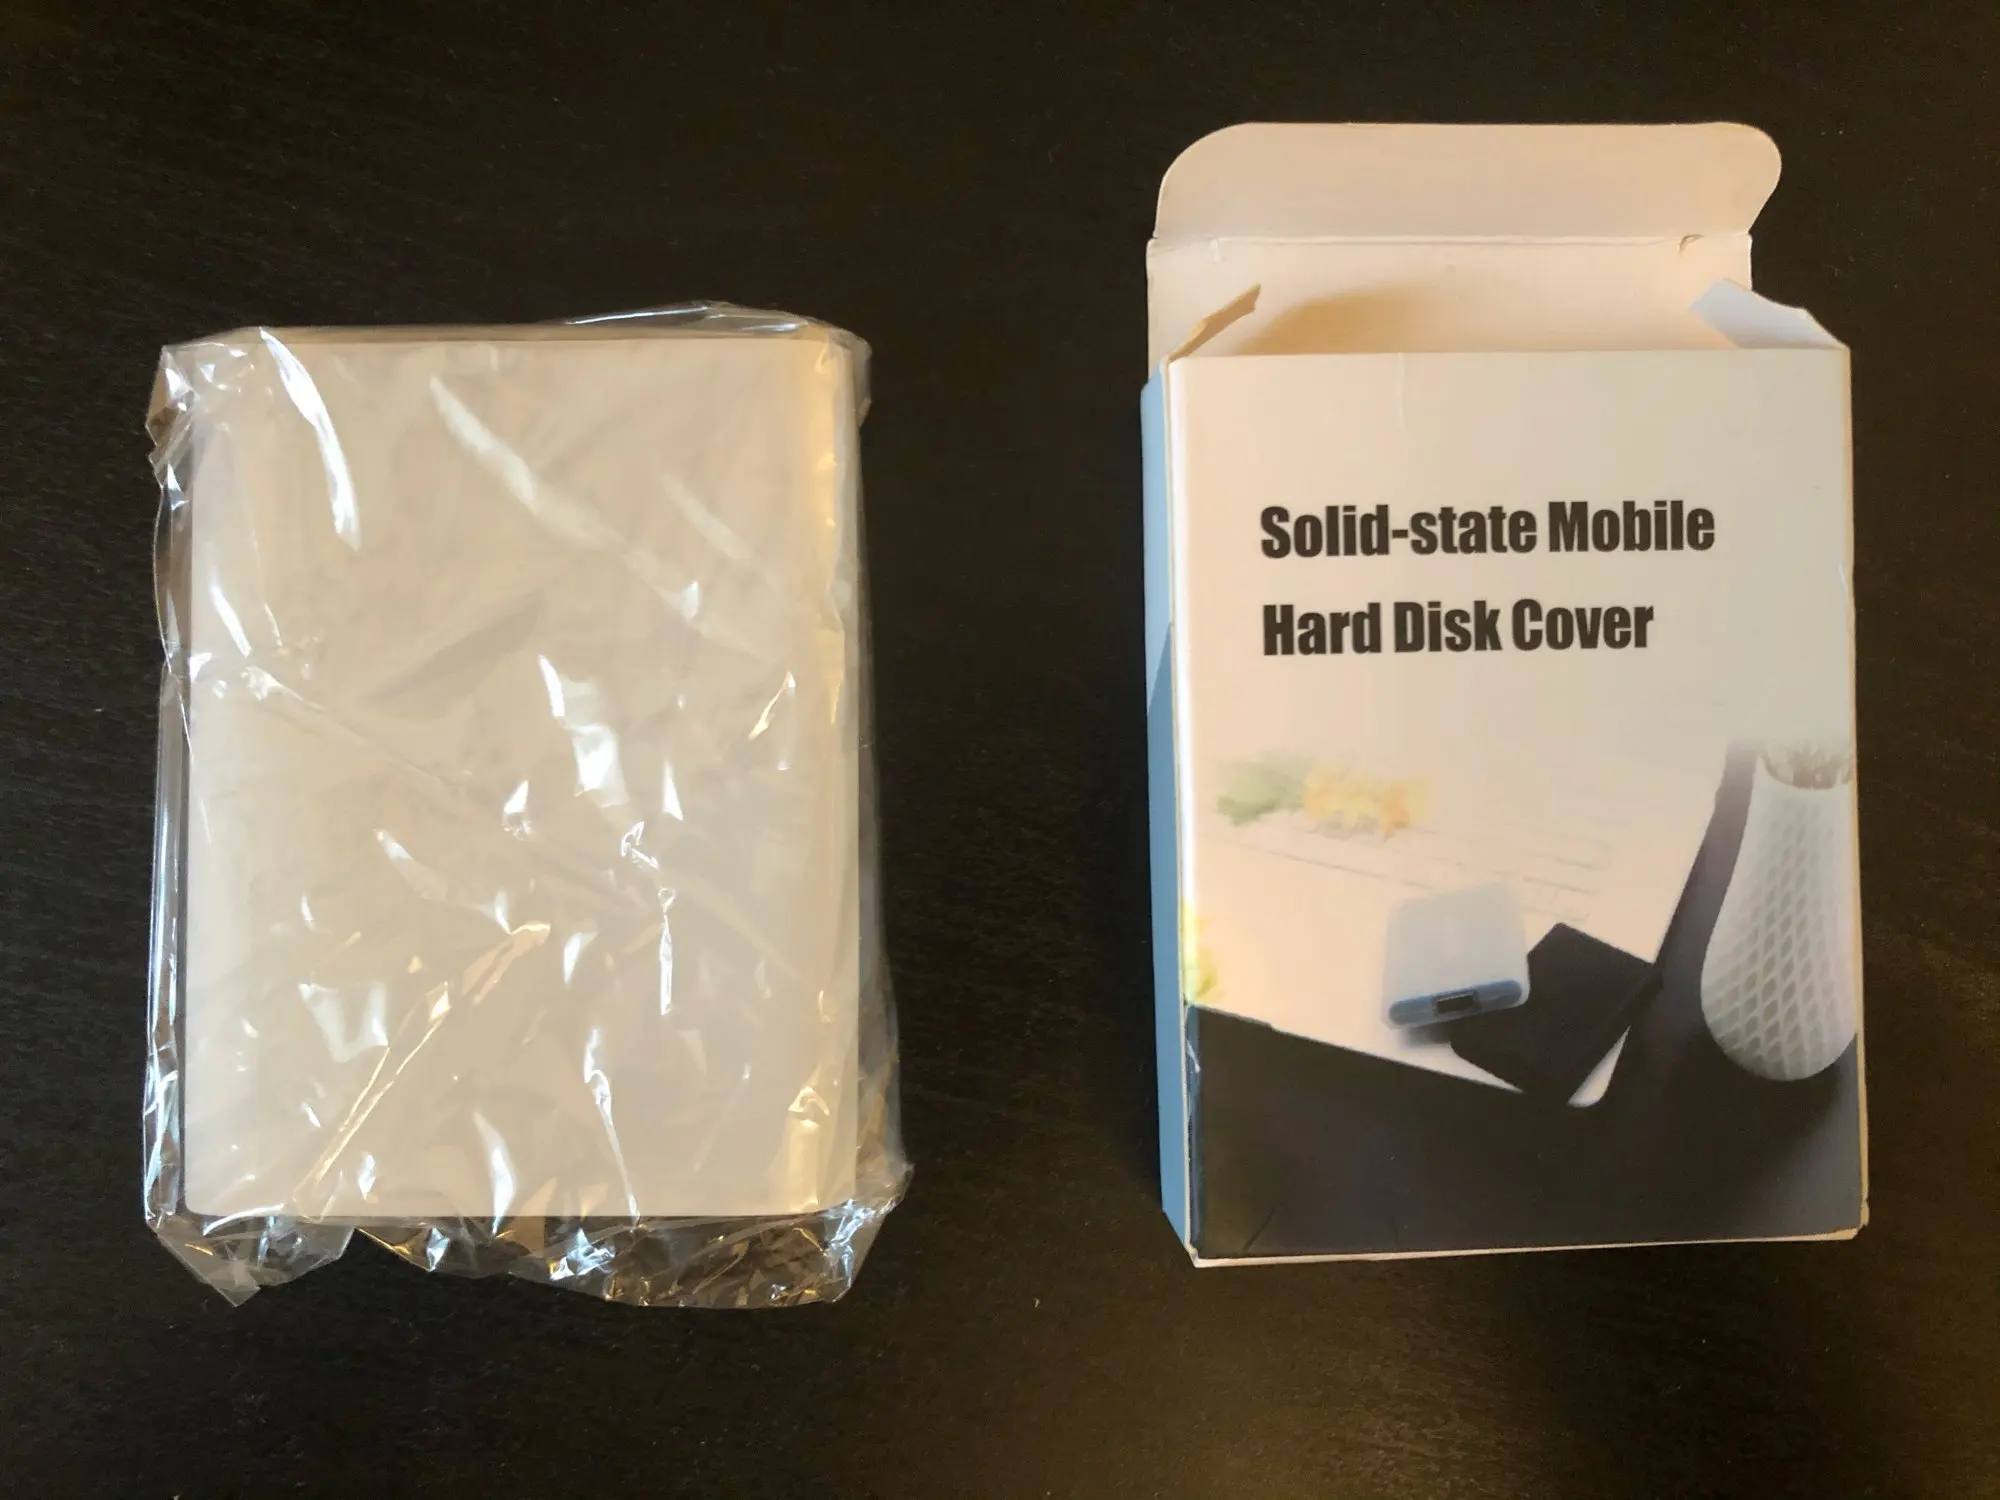 Solid-state Mobile
Hard Disk Cover